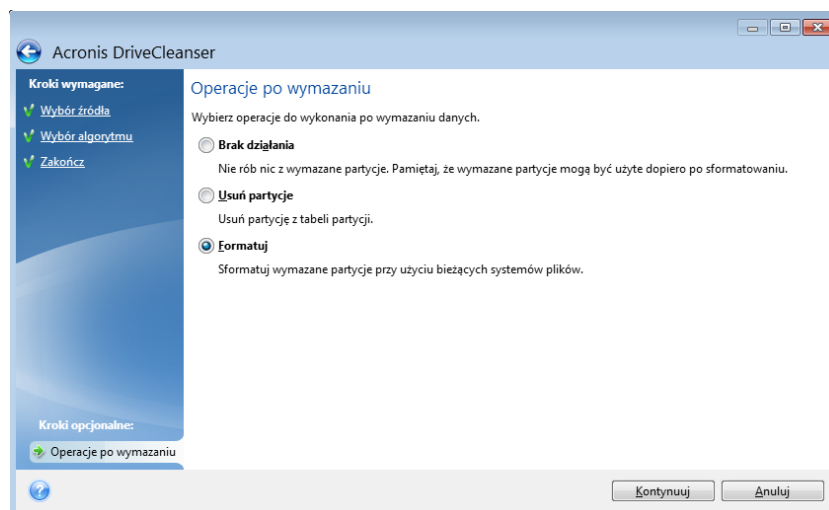 Acronis DriveCleanser
Kroki wymagane:
Wybór źródła
Wybór algorytmu
Zakończ
Kroki opcjonalne:
Operacje po wymazaniu
Operacje po wymazaniu
Wybierz operacje do wykonania po wymazaniu danych.
Brak działania
Nie rób nic z wymazane partycje. Pamiętaj, że wymazane partycje mogą być użyte dopiero po sformatowaniu.
Usuń partycje
Usuń partycję z tabeli partycji.
Formatuj
Sformatuj wymazane partycje przy użyciu bieżących systemów plików.
Kontynuuj
Anuluj